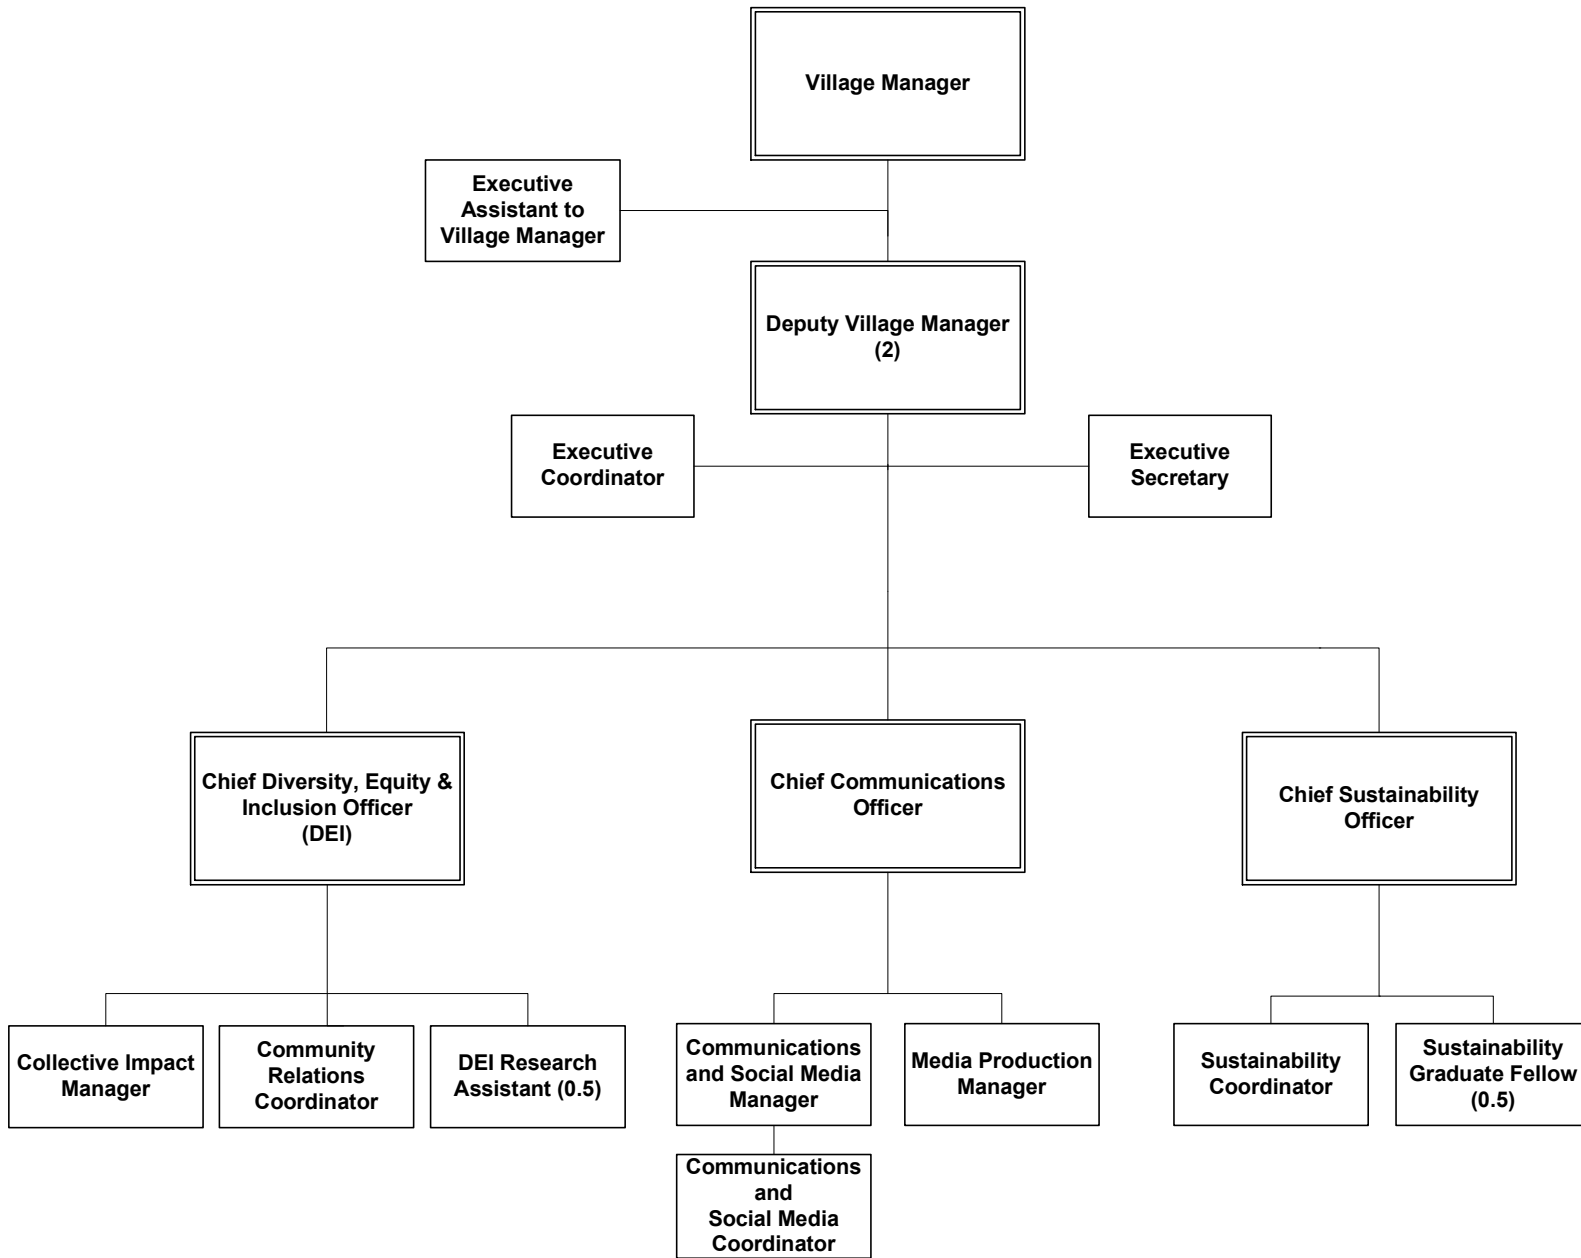 Village Manager
Executive
Assistant to
Village Manager
Deputy Village Manager
(2)
Executive
Coordinator
Executive
Secretary
Chief Diversity, Equity &
Inclusion Officer
(DEI)
Chief Communications
Officer
Chief Sustainability
Officer
Collective Impact
Manager
Community
Relations
Coordinator
DEI Research
Assistant (0.5)
Communications
and Social Media
Manager
Media Production
Manager
Sustainability
Coordinator
Sustainability
Graduate Fellow
(0.5)
Communications
and
Social Media
Coordinator